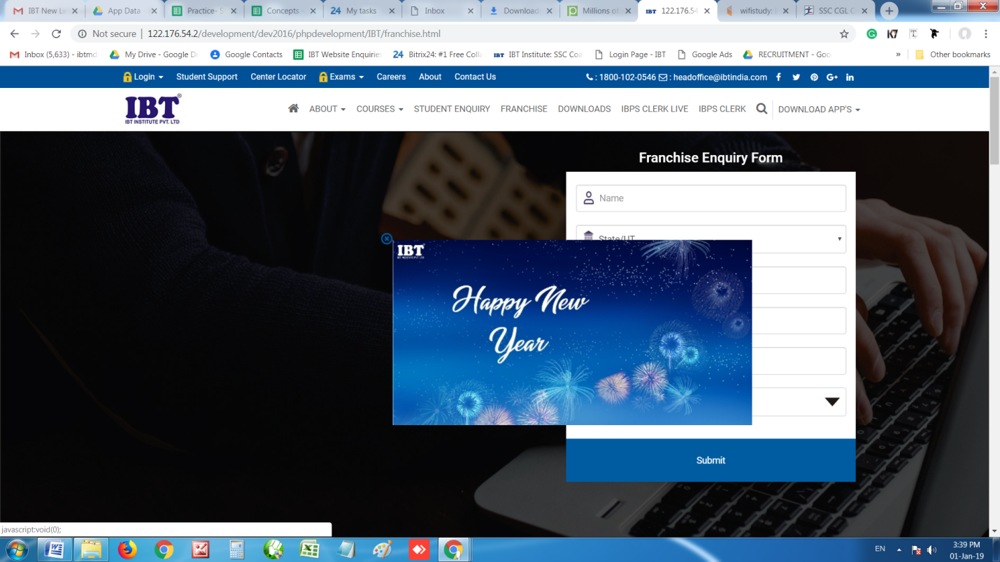 IBT New Lin
App Data -
Practice- S
Concepts -
My tasks
Inbox
Download
Millions of
122.176.54
wifistudy:
SSC CGL C
Not secure | 122.176.54.2/development/dev2016/phpdevelopment/IBT/franchise.html
Inbox (5,633) - ibtmd
My Drive - Google Dr
Google Contacts
IBT Website Enquiries
24 Bitrix24: #1 Free Colla
IBT Institute: SSC Coa
Login Page - IBT
Google Ads
RECRUITMENT - Goo
»
Other bookmarks
Login Student Support Center Locator Exams Careers About Contact Us
: 1800-102-0546 : headoffice@ibtindia.com
IBT®
IBT INSTITUTE PVT. LTD
ABOUT COURSES STUDENT ENQUIRY FRANCHISE DOWNLOADS IBPS CLERK LIVE IBPS CLERK DOWNLOAD APP'S
Franchise Enquiry Form
Name
State/UT
IBT
Happy New
Year
Submit
javascript:void(0);
EN
3:39 PM
01-Jan-19